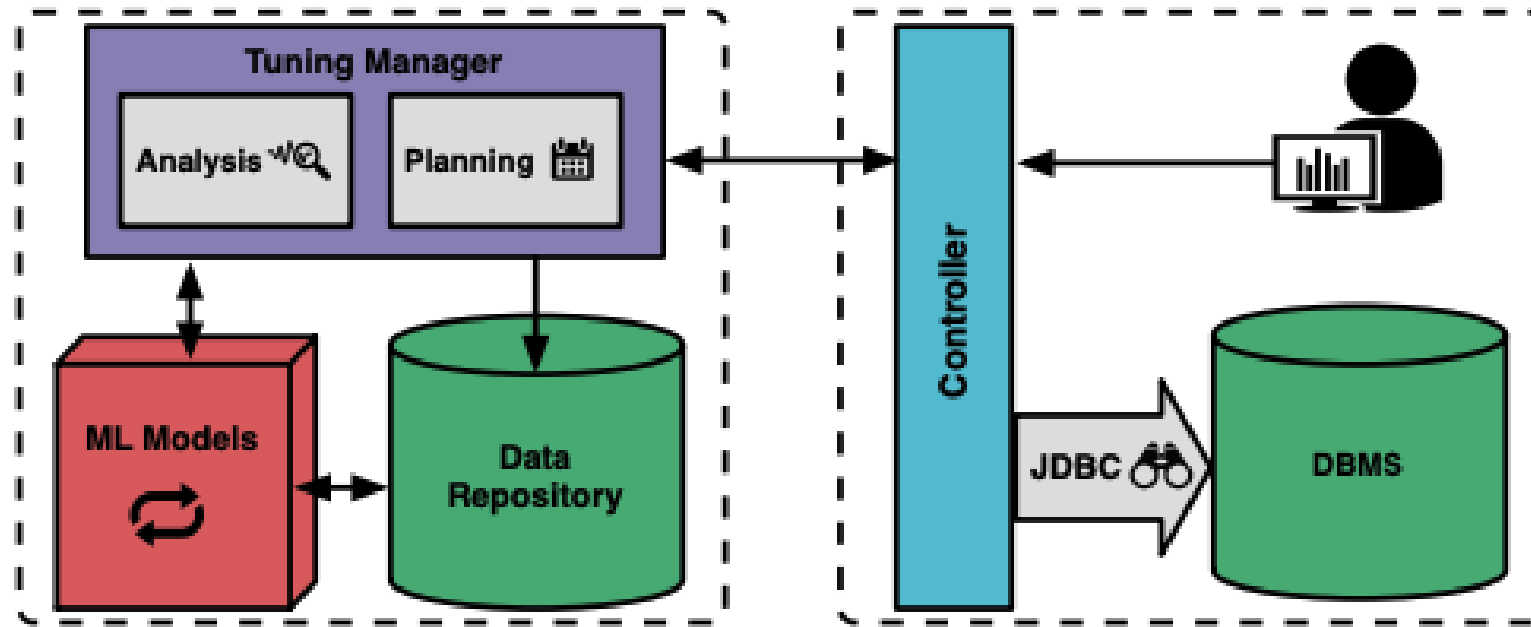 Tuning Manager
Analysis
Planning
ML Models
Data
Repository
Controller
JDBC
DBMS